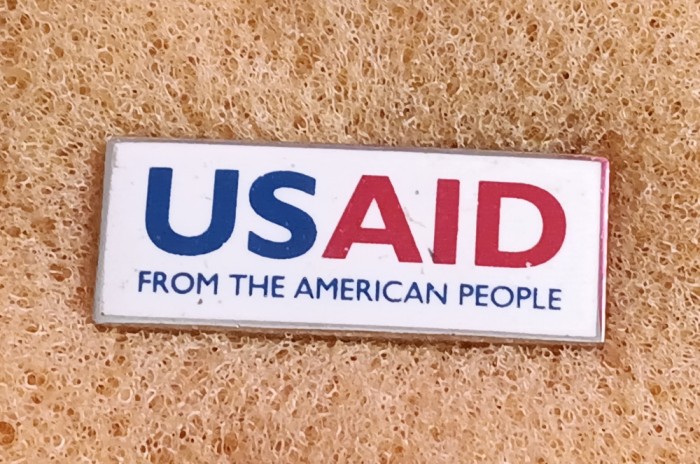 USAID
FROM THE AMERICAN PEOPLE